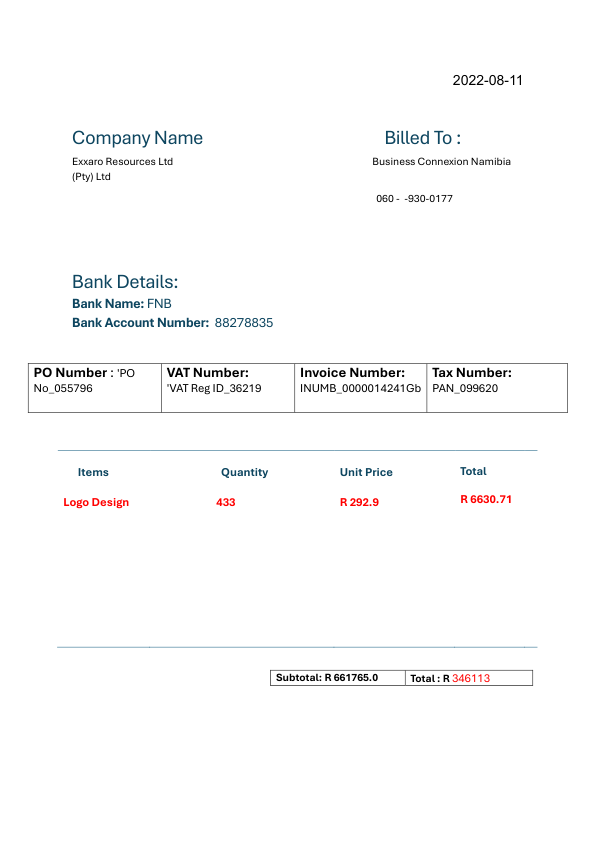 2022-08-11
Company Name
Billed To :
Exxaro Resources Ltd
(Pty) Ltd
Business Connexion Namibia
060 - -930-0177
Bank Details:
Bank Name: FNB
Bank Account Number: 88278835
PO Number : 'PO No_055796
VAT Number:
'VAT Reg ID_36219
Invoice Number:
INUMB_0000014241Gb
Tax Number:
PAN_099620
Items Quantity Unit Price Total
Logo Design 433 R 292.9 R 6630.71
Subtotal: R 661765.0 Total : R 346113